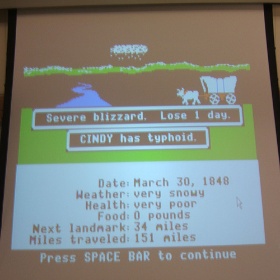 Severe blizzard. Lose 1 day.
CINDY has typhoid.
Date: March 30, 1848
Weather: very snowy
Health: very poor
Food: 0 pounds
Next landmark: 34 miles
Miles traveled: 151 miles
Press SPACE BAR to continue